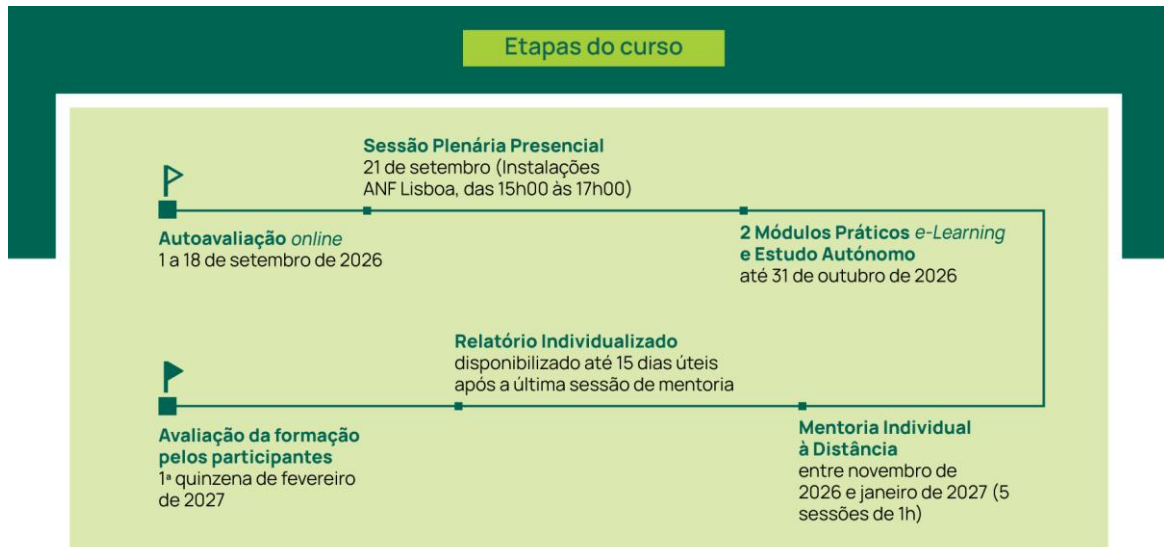 Etapas do curso
Sessão Plenária Presencial
21 de setembro (Instalações
ANF Lisboa, das 15h00 às 17h00)
Autoavaliação online
1 a 18 de setembro de 2026
2 Módulos Práticos e-Learning
e Estudo Autónomo
até 31 de outubro de 2026
Mentoria Individual
à Distância
entre novembro de
2026 e janeiro de 2027 (5
sessões de 1h)
Relatório Individualizado
disponibilizado até 15 dias úteis
após a última sessão de mentoria
Avaliação da formação
pelos participantes
1ª quinzena de fevereiro
de 2027